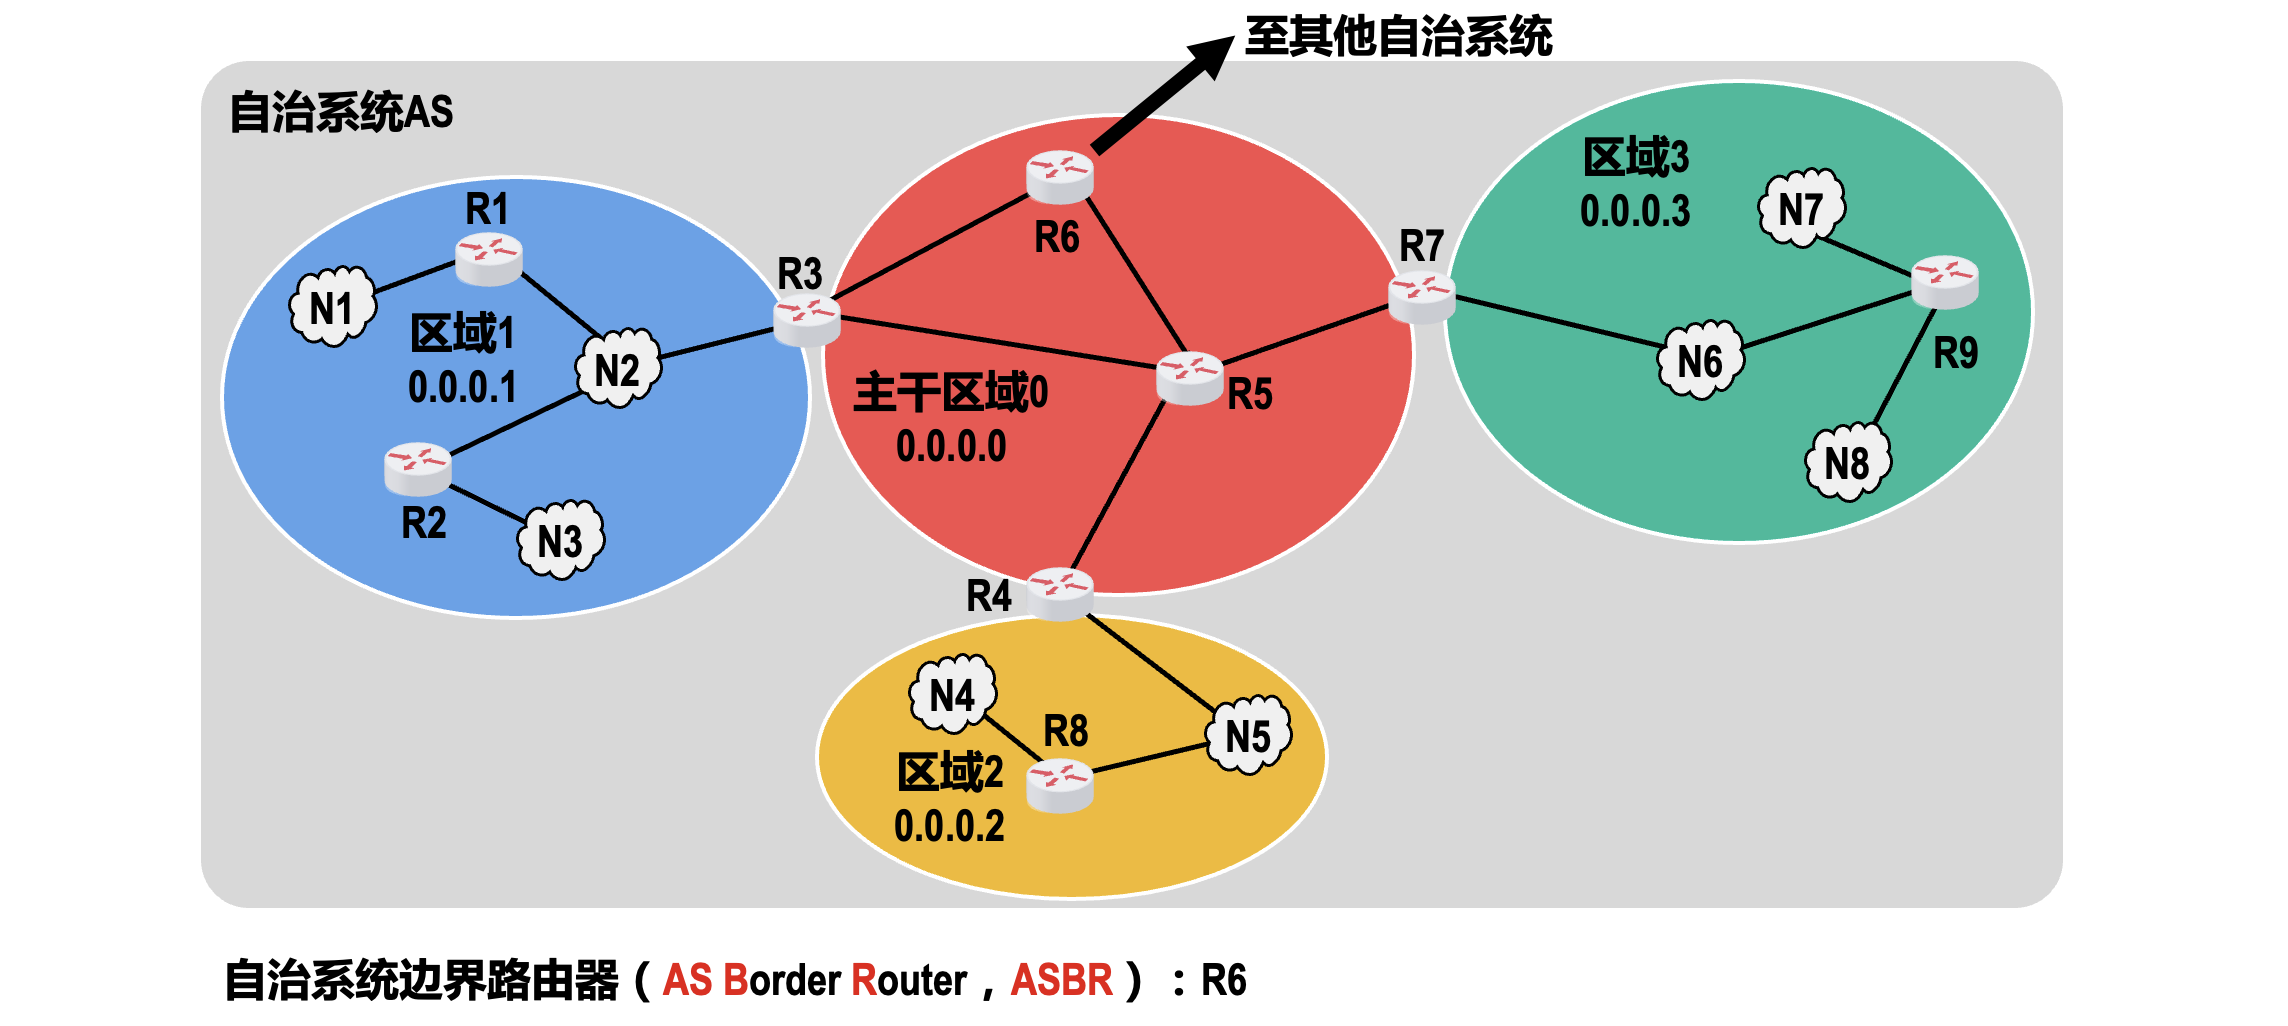 至其他自治系统
自治系统AS
R1
N1
区域1
0.0.0.1
N2
R2
N3
R3
R6
主干区域0
0.0.0.0
R5
R4
R7
区域3
0.0.0.3
N7
R9
N6
N8
N4
R8
N5
区域2
0.0.0.2
自治系统边界路由器（AS Border Router，ASBR）：R6